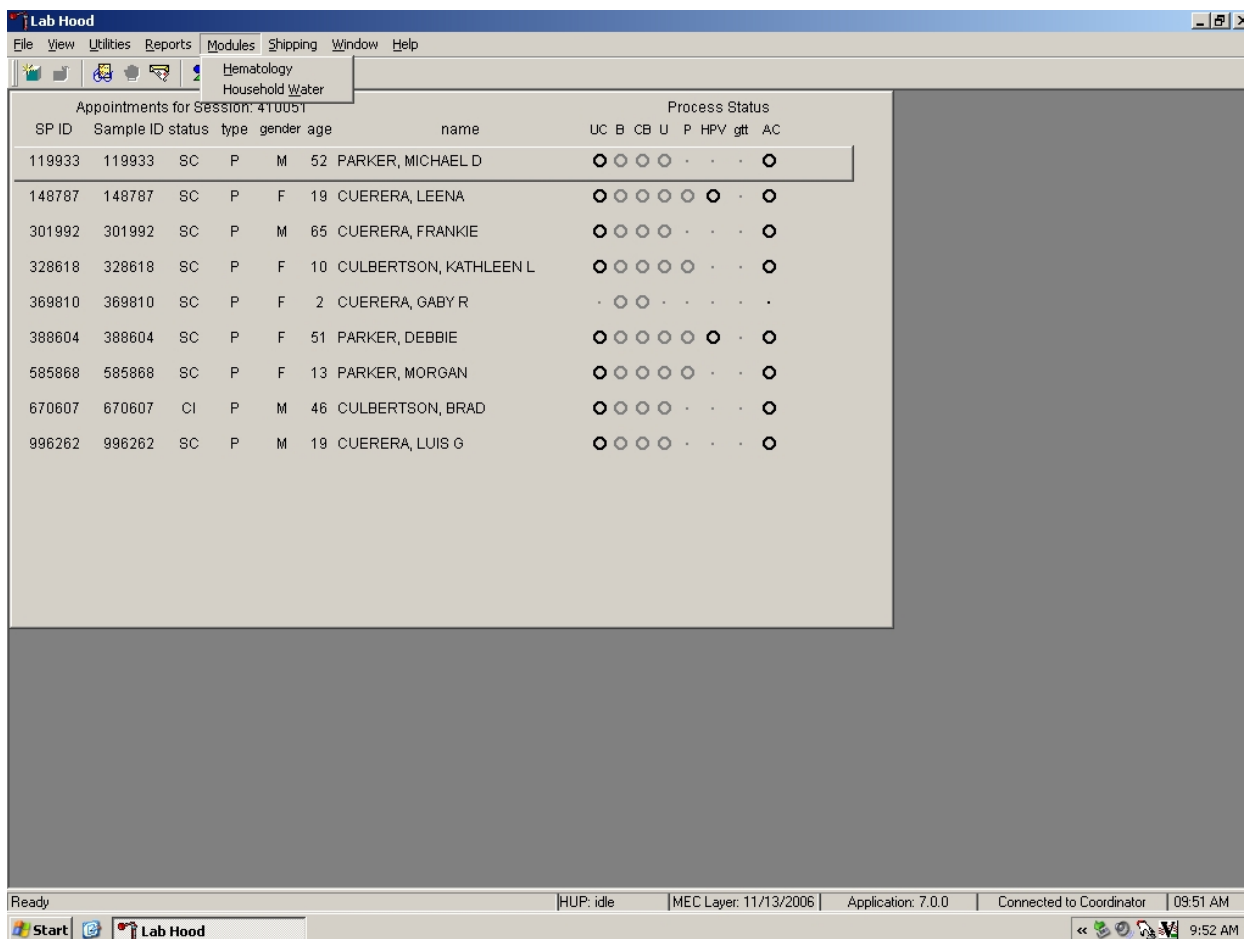 Lab Hood
File View Utilities Reports Modules Shipping Window Help
Hematology
Household Water
Appointments for Session: 410051 Process Status
SP ID Sample ID status type gender age name UC B CB U P HPV gtt AC
119933 119933 SC P M 52 PARKER, MICHAEL D
148787 148787 SC P F 19 CUERERA, LEENA
301992 301992 SC P M 65 CUERERA, FRANKIE
328618 328618 SC P F 10 CULBERTSON, KATHLEEN L
369810 369810 SC P F 2 CUERERA, GABY R
388604 388604 SC P F 51 PARKER, DEBBIE
585868 585868 SC P F 13 PARKER, MORGAN
670607 670607 CI P M 46 CULBERTSON, BRAD
996262 996262 SC P M 19 CUERERA, LUIS G
Ready HUP: idle MEC Layer: 11/13/2006 Application: 7.0.0 Connected to Coordinator 09:51 AM
Start Lab Hood « 9:52 AM